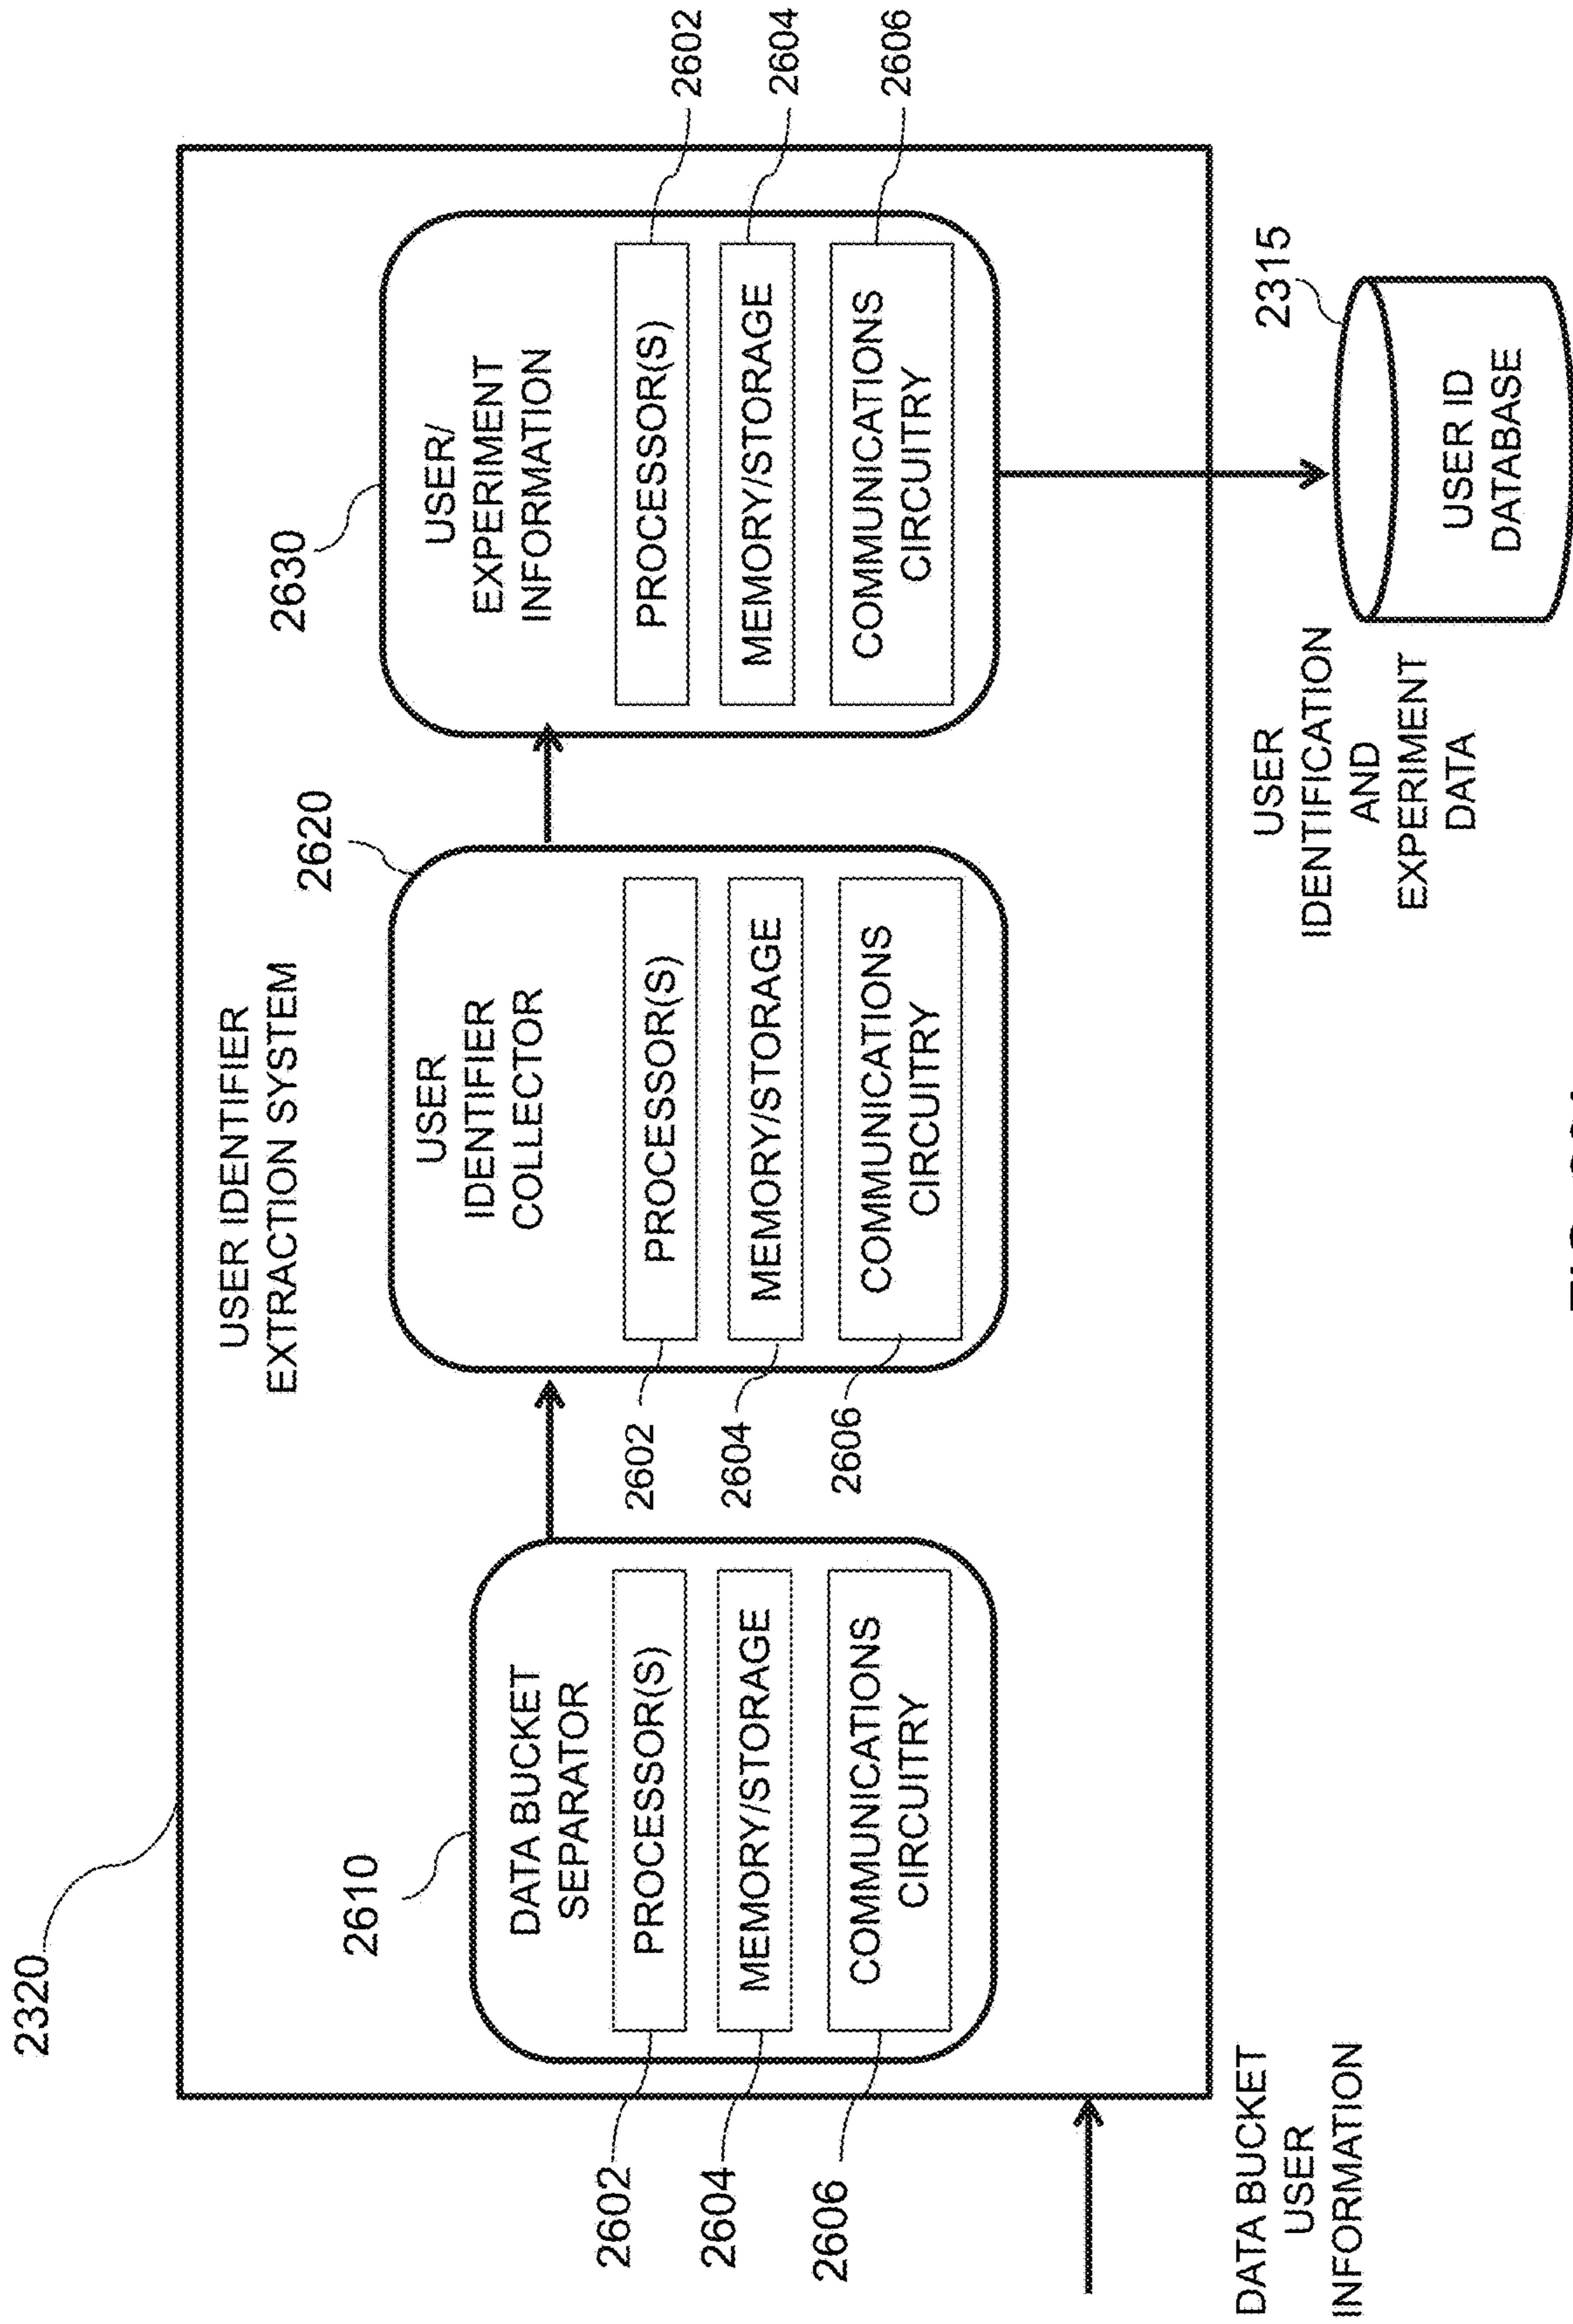 2320
USER IDENTIFIER
EXTRACTION SYSTEM
2610
DATA BUCKET
SEPARATOR
PROCESSOR(S)
MEMORY/STORAGE
COMMUNICATIONS
CIRCUITRY
2602
2604
2606
2620
USER
IDENTIFIER
COLLECTOR
PROCESSOR(S)
MEMORY/STORAGE
COMMUNICATIONS
CIRCUITRY
2602
2604
2606
2630
USER/
EXPERIMENT
INFORMATION
PROCESSOR(S)
MEMORY/STORAGE
COMMUNICATIONS
CIRCUITRY
2602
2604
2606
DATA BUCKET
USER
INFORMATION
USER
IDENTIFICATION
AND
EXPERIMENT
DATA
2315
USER ID
DATABASE